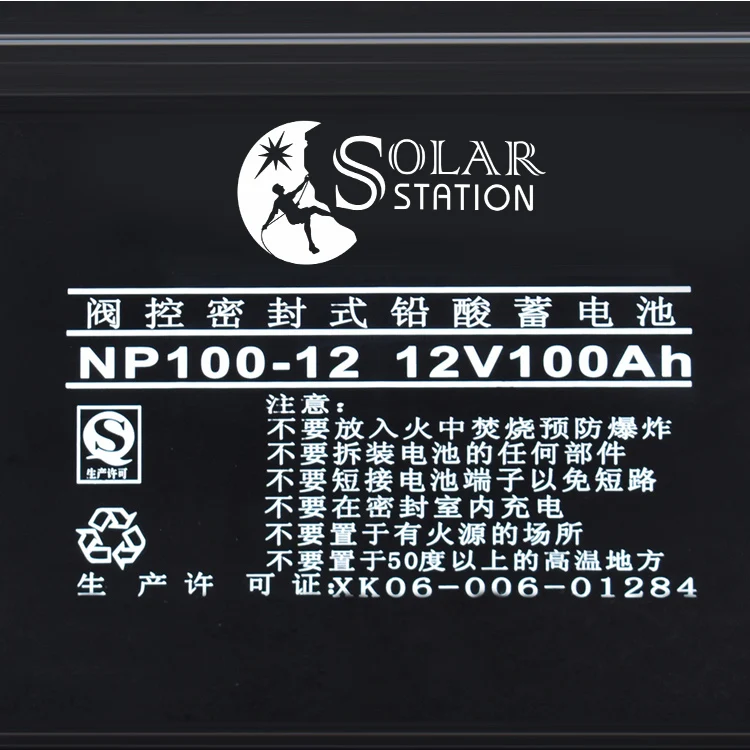 SOLAR
STATION
阀控密封式铅酸蓄电池
NP100-12 12V100Ah
S
生产许可
注意：
不要放入火中焚烧预防爆炸
不要拆装电池的任何部件
不要短接电池端子以免短路
不要在密封室内充电
不要置于有火源的场所
不要置于50度以上的高温地方
生产许可证:XK06-006-01284